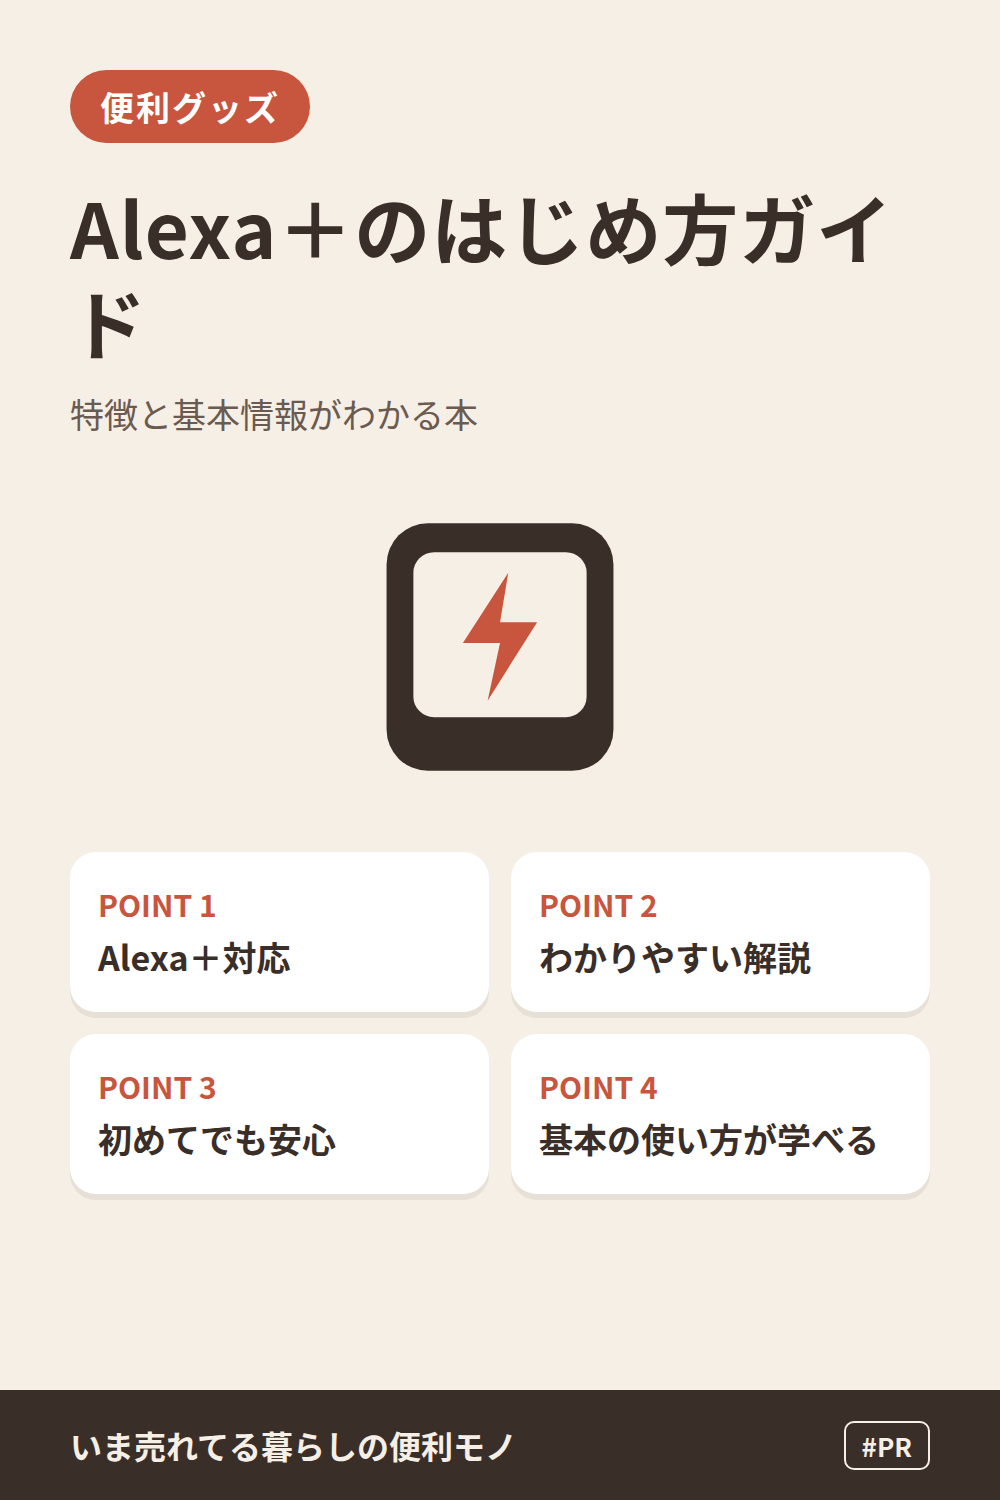 便利グッズ
Alexa＋のはじめ方ガイ
ド
特徴と基本情報がわかる本
POINT 1
Alexa＋対応
POINT 2
わかりやすい解説
POINT 3
初めてでも安心
POINT 4
基本の使い方が学べる
いま売れてる暮らしの便利モノ
#PR